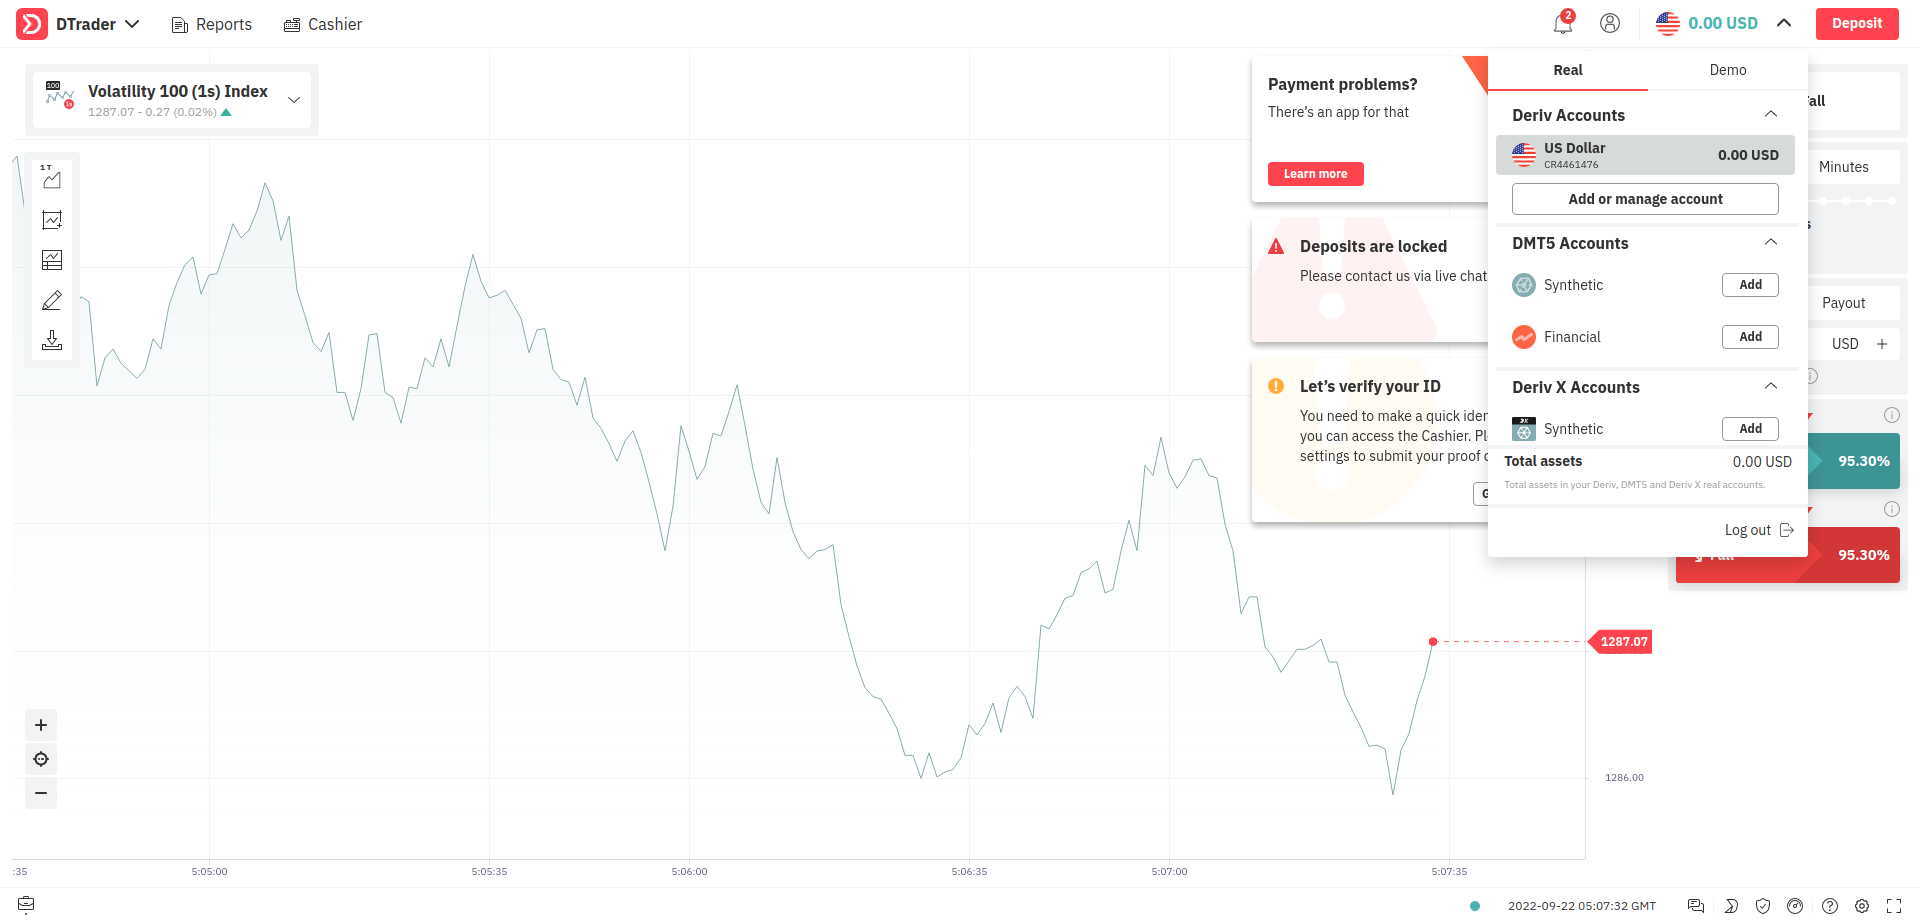 DTrader
Reports
Cashier
2
0.00 USD
Deposit
100
1s
Volatility 100 (1s) Index
1287.07 - 0.27 (0.02%)
1 T
Payment problems?
There's an app for that
Learn more
Deposits are locked
Please contact us via live chat
Let's verify your ID
You need to make a quick iden
you can access the Cashier. Pl
settings to submit your proof o
G
Real
Demo
Deriv Accounts
US Dollar
CR4461476
0.00 USD
Add or manage account
DMT5 Accounts
Synthetic
Add
Financial
Add
Deriv X Accounts
Synthetic
Add
Total assets
0.00 USD
Total assets in your Deriv, DMT5 and Deriv X real accounts.
Log out
all
Minutes
s
Payout
USD +
95.30%
Fall
95.30%
1287.07
1286.00
:35
5:05:00
5:05:35
5:06:00
5:06:35
5:07:00
5:07:35
2022-09-22 05:07:32 GMT